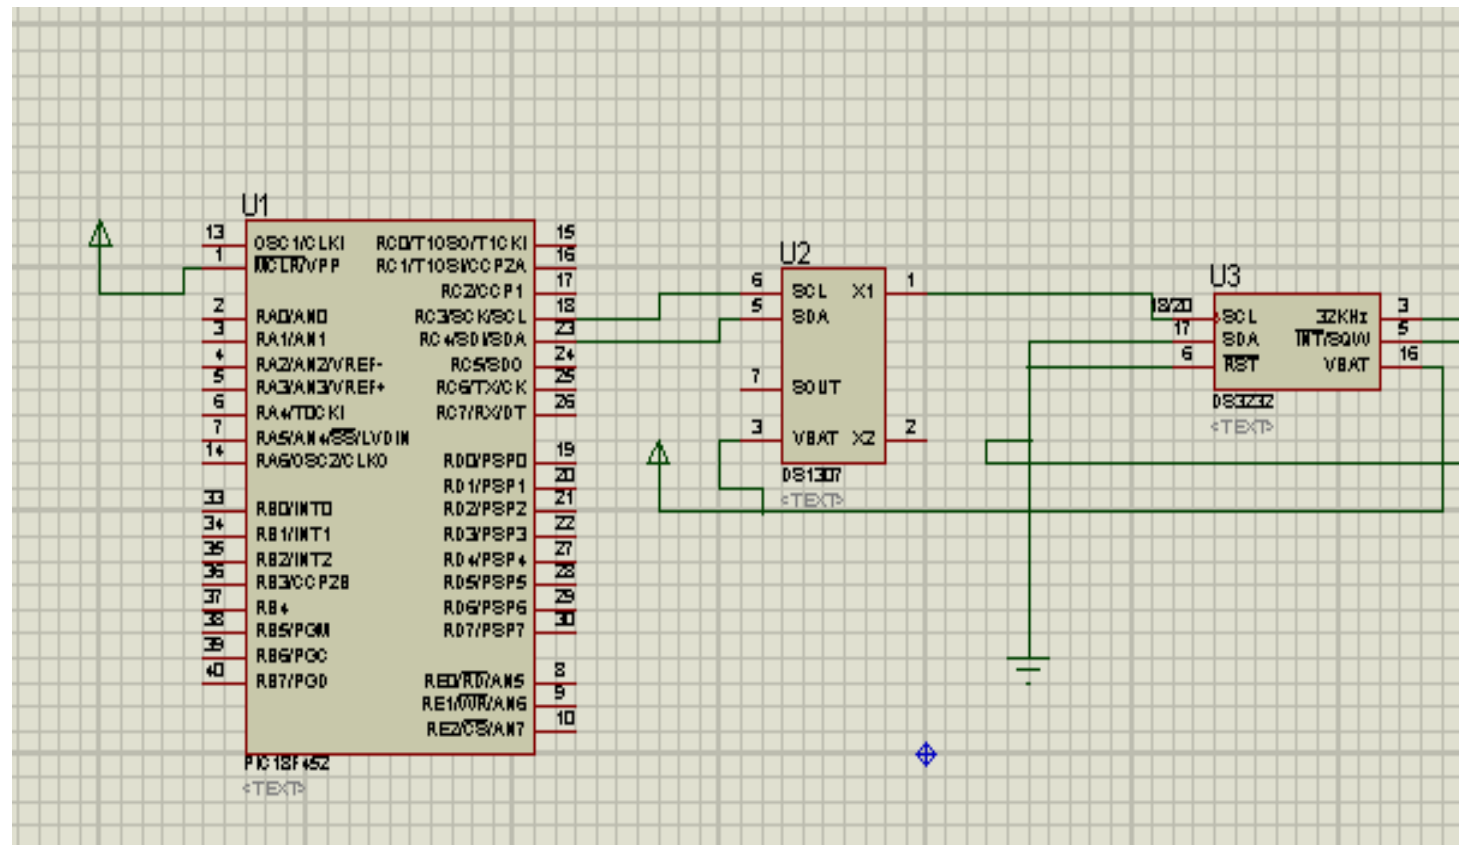 U1
13 OSC1/CLKI RC0/T1OSO/T1CKI 15
1 MCLR/VPP RC1/T1OSI/CCP2A 16
RC2/CCP1 17
2 RA0/AN0 RC3/SCK/SCL 18
3 RA1/AN1 RC4/SDI/SDA 23
4 RA2/AN2/VREF- RC5/SDO 24
5 RA3/AN3/VREF+ RC6/TX/CK 25
6 RA4/T0CKI RC7/RX/DT 26
7 RA5/AN4/SS/LVDIN
14 RA6/OSC2/CLKO RD0/PSP0 19
RD1/PSP1 20
33 RB0/INT0 RD2/PSP2 21
34 RB1/INT1 RD3/PSP3 22
35 RB2/INT2 RD4/PSP4 27
36 RB3/CCP2B RD5/PSP5 28
37 RB4 RD6/PSP6 29
38 RB5/PGM RD7/PSP7 30
39 RB6/PGC
40 RB7/PGD RE0/RD/AN5 8
RE1/WR/AN6 9
RE2/CS/AN7 10
PIC18F452
<TEXT>
U2
6 SCL X1 1
5 SDA
7 SOUT
3 VBAT X2 2
DS1307
<TEXT>
U3
18/20 SCL 32KHz 3
17 SDA INT/SQW 5
6 RST VBAT 16
DS3232
<TEXT>